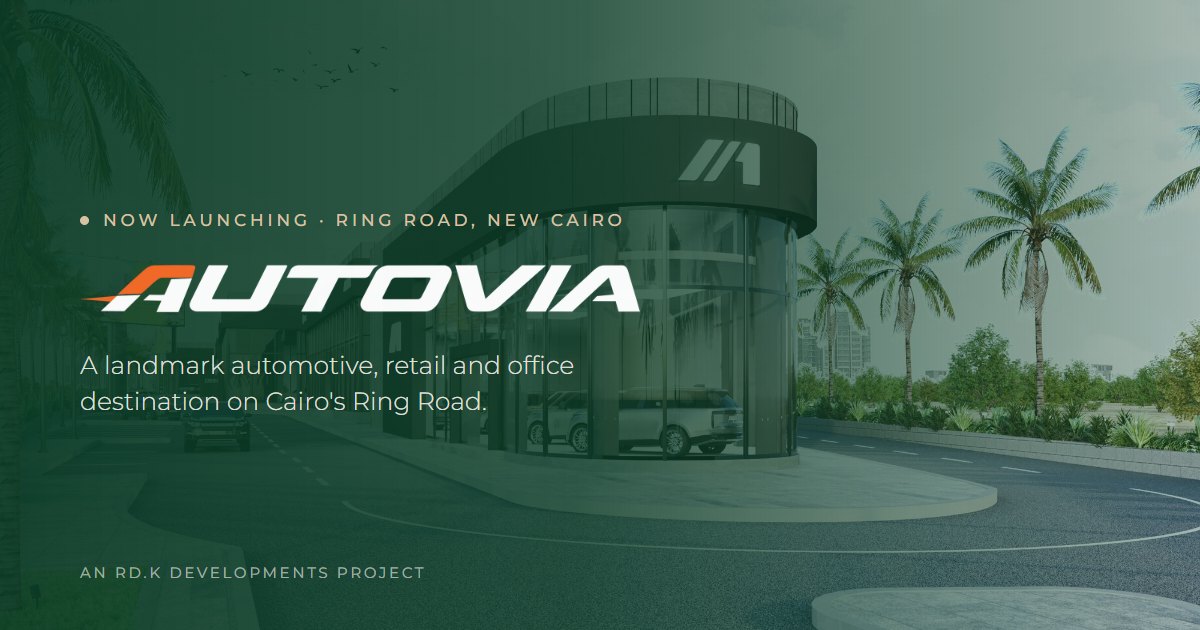 NOW LAUNCHING · RING ROAD, NEW CAIRO
AUTOVIA
A landmark automotive, retail and office
destination on Cairo's Ring Road.
AN RD.K DEVELOPMENTS PROJECT